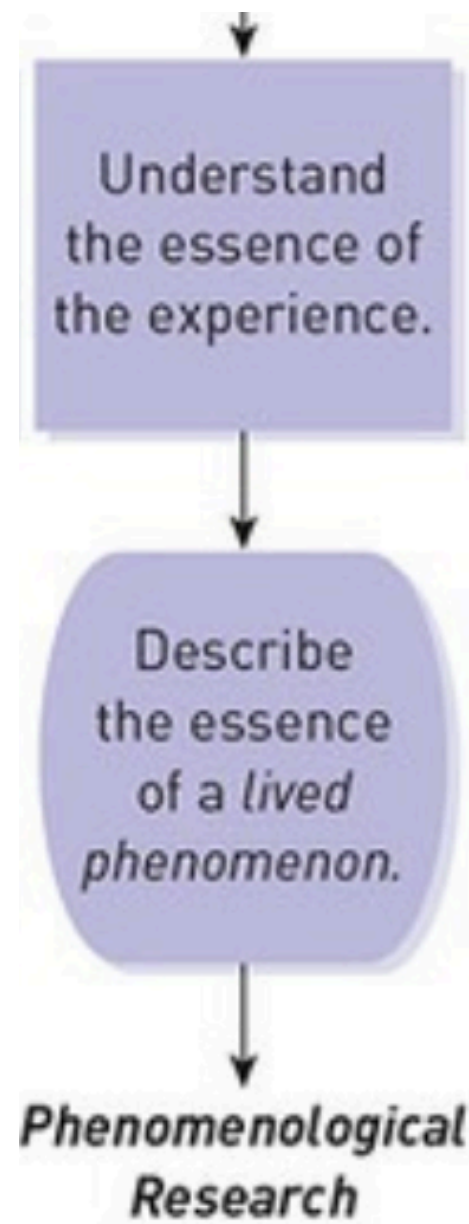 Understand
the essence of
the experience.
Describe
the essence
of a lived
phenomenon.
Phenomenological
Research